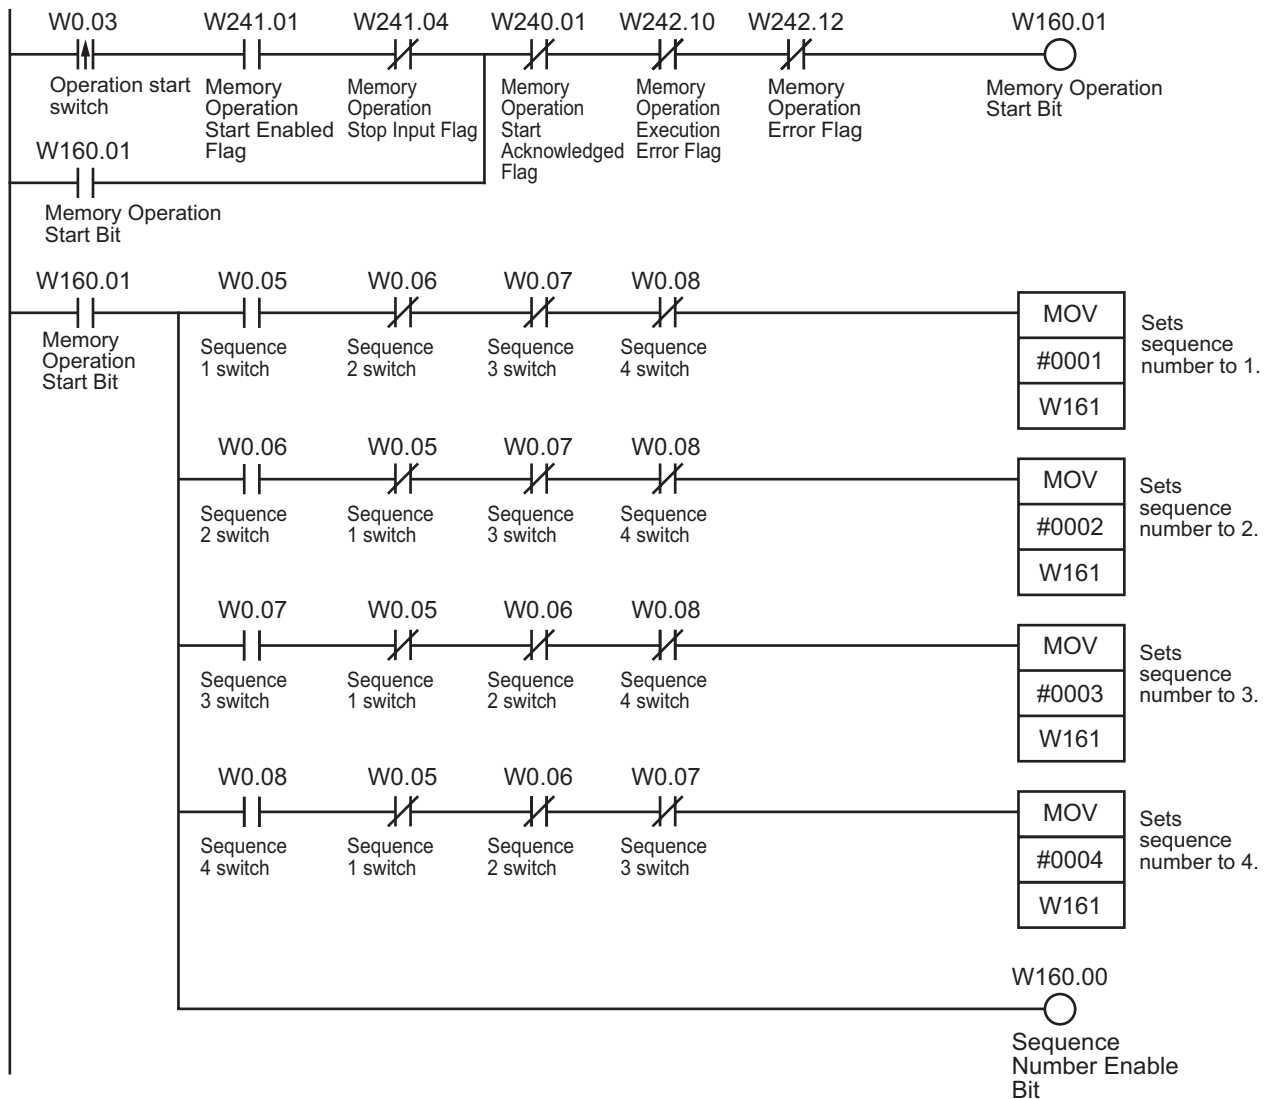 W0.03 W241.01 W241.04 W240.01 W242.10 W242.12 W160.01
Operation start
switch
Memory
Operation
Start Enabled
Flag
Memory
Operation
Stop Input Flag
Memory
Operation
Start
Acknowledged
Flag
Memory
Operation
Execution
Error Flag
Memory
Operation
Error Flag
Memory Operation
Start Bit
W160.01
Memory Operation
Start Bit
W160.01 W0.05 W0.06 W0.07 W0.08
Memory
Operation
Start Bit
Sequence
1 switch
Sequence
2 switch
Sequence
3 switch
Sequence
4 switch
MOV
#0001
W161
Sets
sequence
number to 1.
W0.06 W0.05 W0.07 W0.08
Sequence
2 switch
Sequence
1 switch
Sequence
3 switch
Sequence
4 switch
MOV
#0002
W161
Sets
sequence
number to 2.
W0.07 W0.05 W0.06 W0.08
Sequence
3 switch
Sequence
1 switch
Sequence
2 switch
Sequence
4 switch
MOV
#0003
W161
Sets
sequence
number to 3.
W0.08 W0.05 W0.06 W0.07
Sequence
4 switch
Sequence
1 switch
Sequence
2 switch
Sequence
3 switch
MOV
#0004
W161
Sets
sequence
number to 4.
W160.00
Sequence
Number Enable
Bit